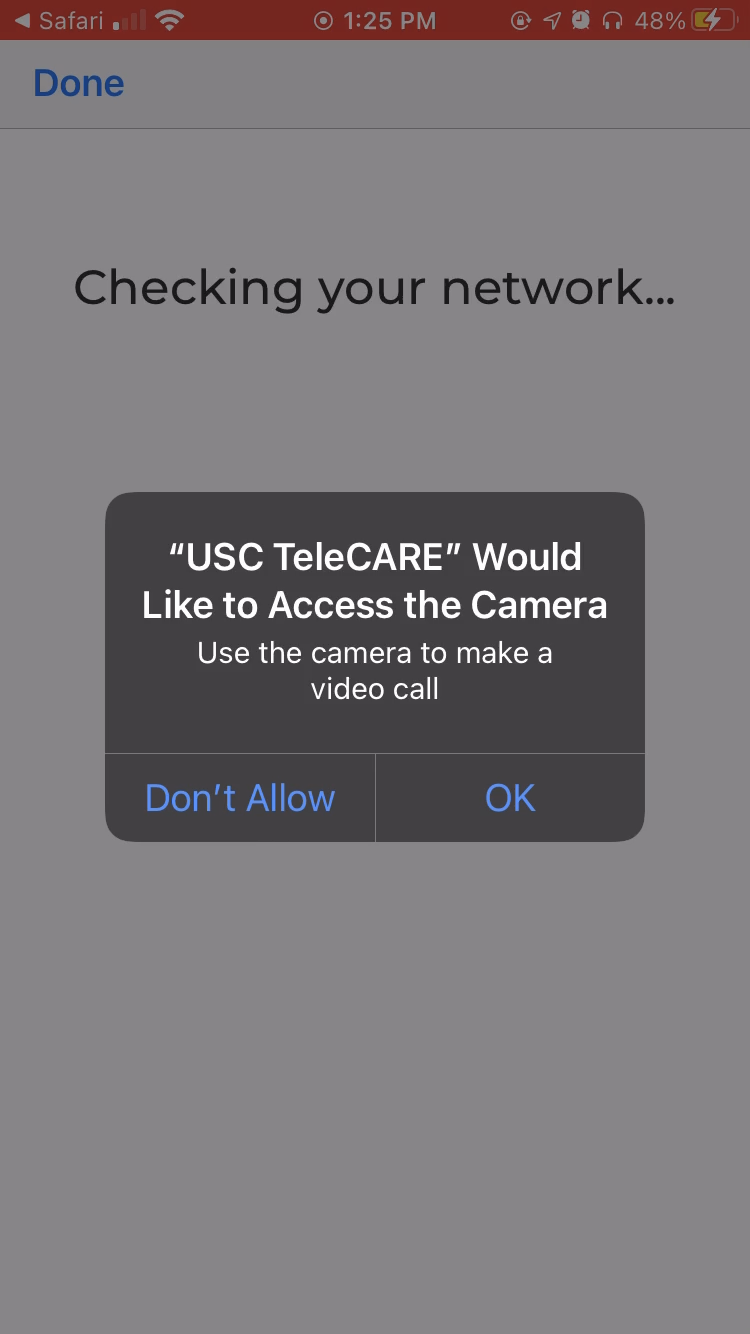 Safari 1:25 PM 48%
Done
Checking your network...
“USC TeleCARE” Would
Like to Access the Camera
Use the camera to make a
video call
Don’t Allow OK